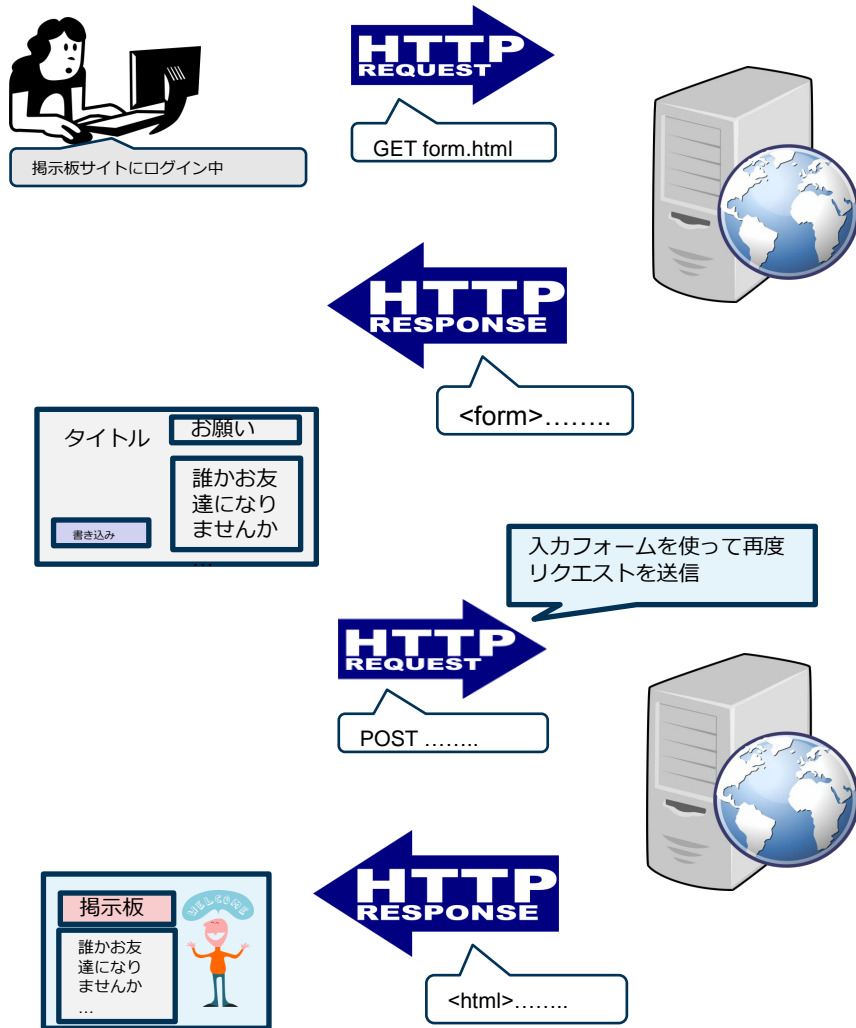 HTTP
REQUEST
GET form.html
掲示板サイトにログイン中
HTTP
RESPONSE
<form>……..
タイトル
お願い
誰かお友
達になり
ませんか
…
書き込み
入力フォームを使って再度
リクエストを送信
HTTP
REQUEST
POST ……..
HTTP
RESPONSE
<html>……..
掲示板
WELCOME
誰かお友
達になり
ませんか
…